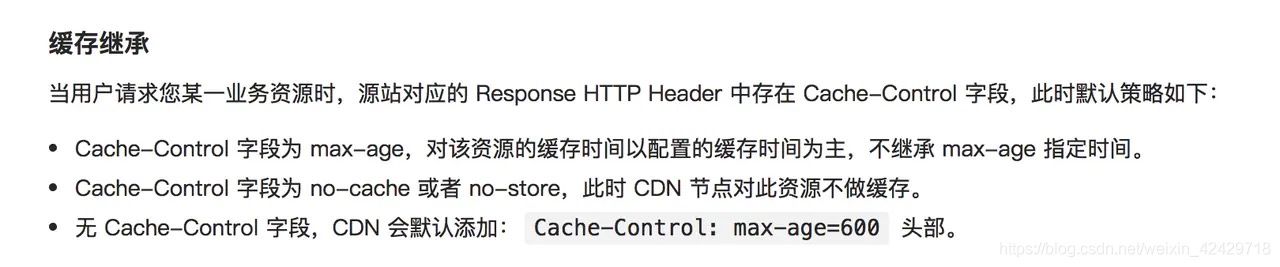 缓存继承
当用户请求您某一业务资源时，源站对应的 Response HTTP Header 中存在 Cache-Control 字段，此时默认策略如下：
• Cache-Control 字段为 max-age，对该资源的缓存时间以配置的缓存时间为主，不继承 max-age 指定时间。
• Cache-Control 字段为 no-cache 或者 no-store，此时 CDN 节点对此资源不做缓存。
• 无 Cache-Control 字段，CDN 会默认添加： Cache-Control: max-age=600 头部。
https://blog.csdn.net/weixin_42429718